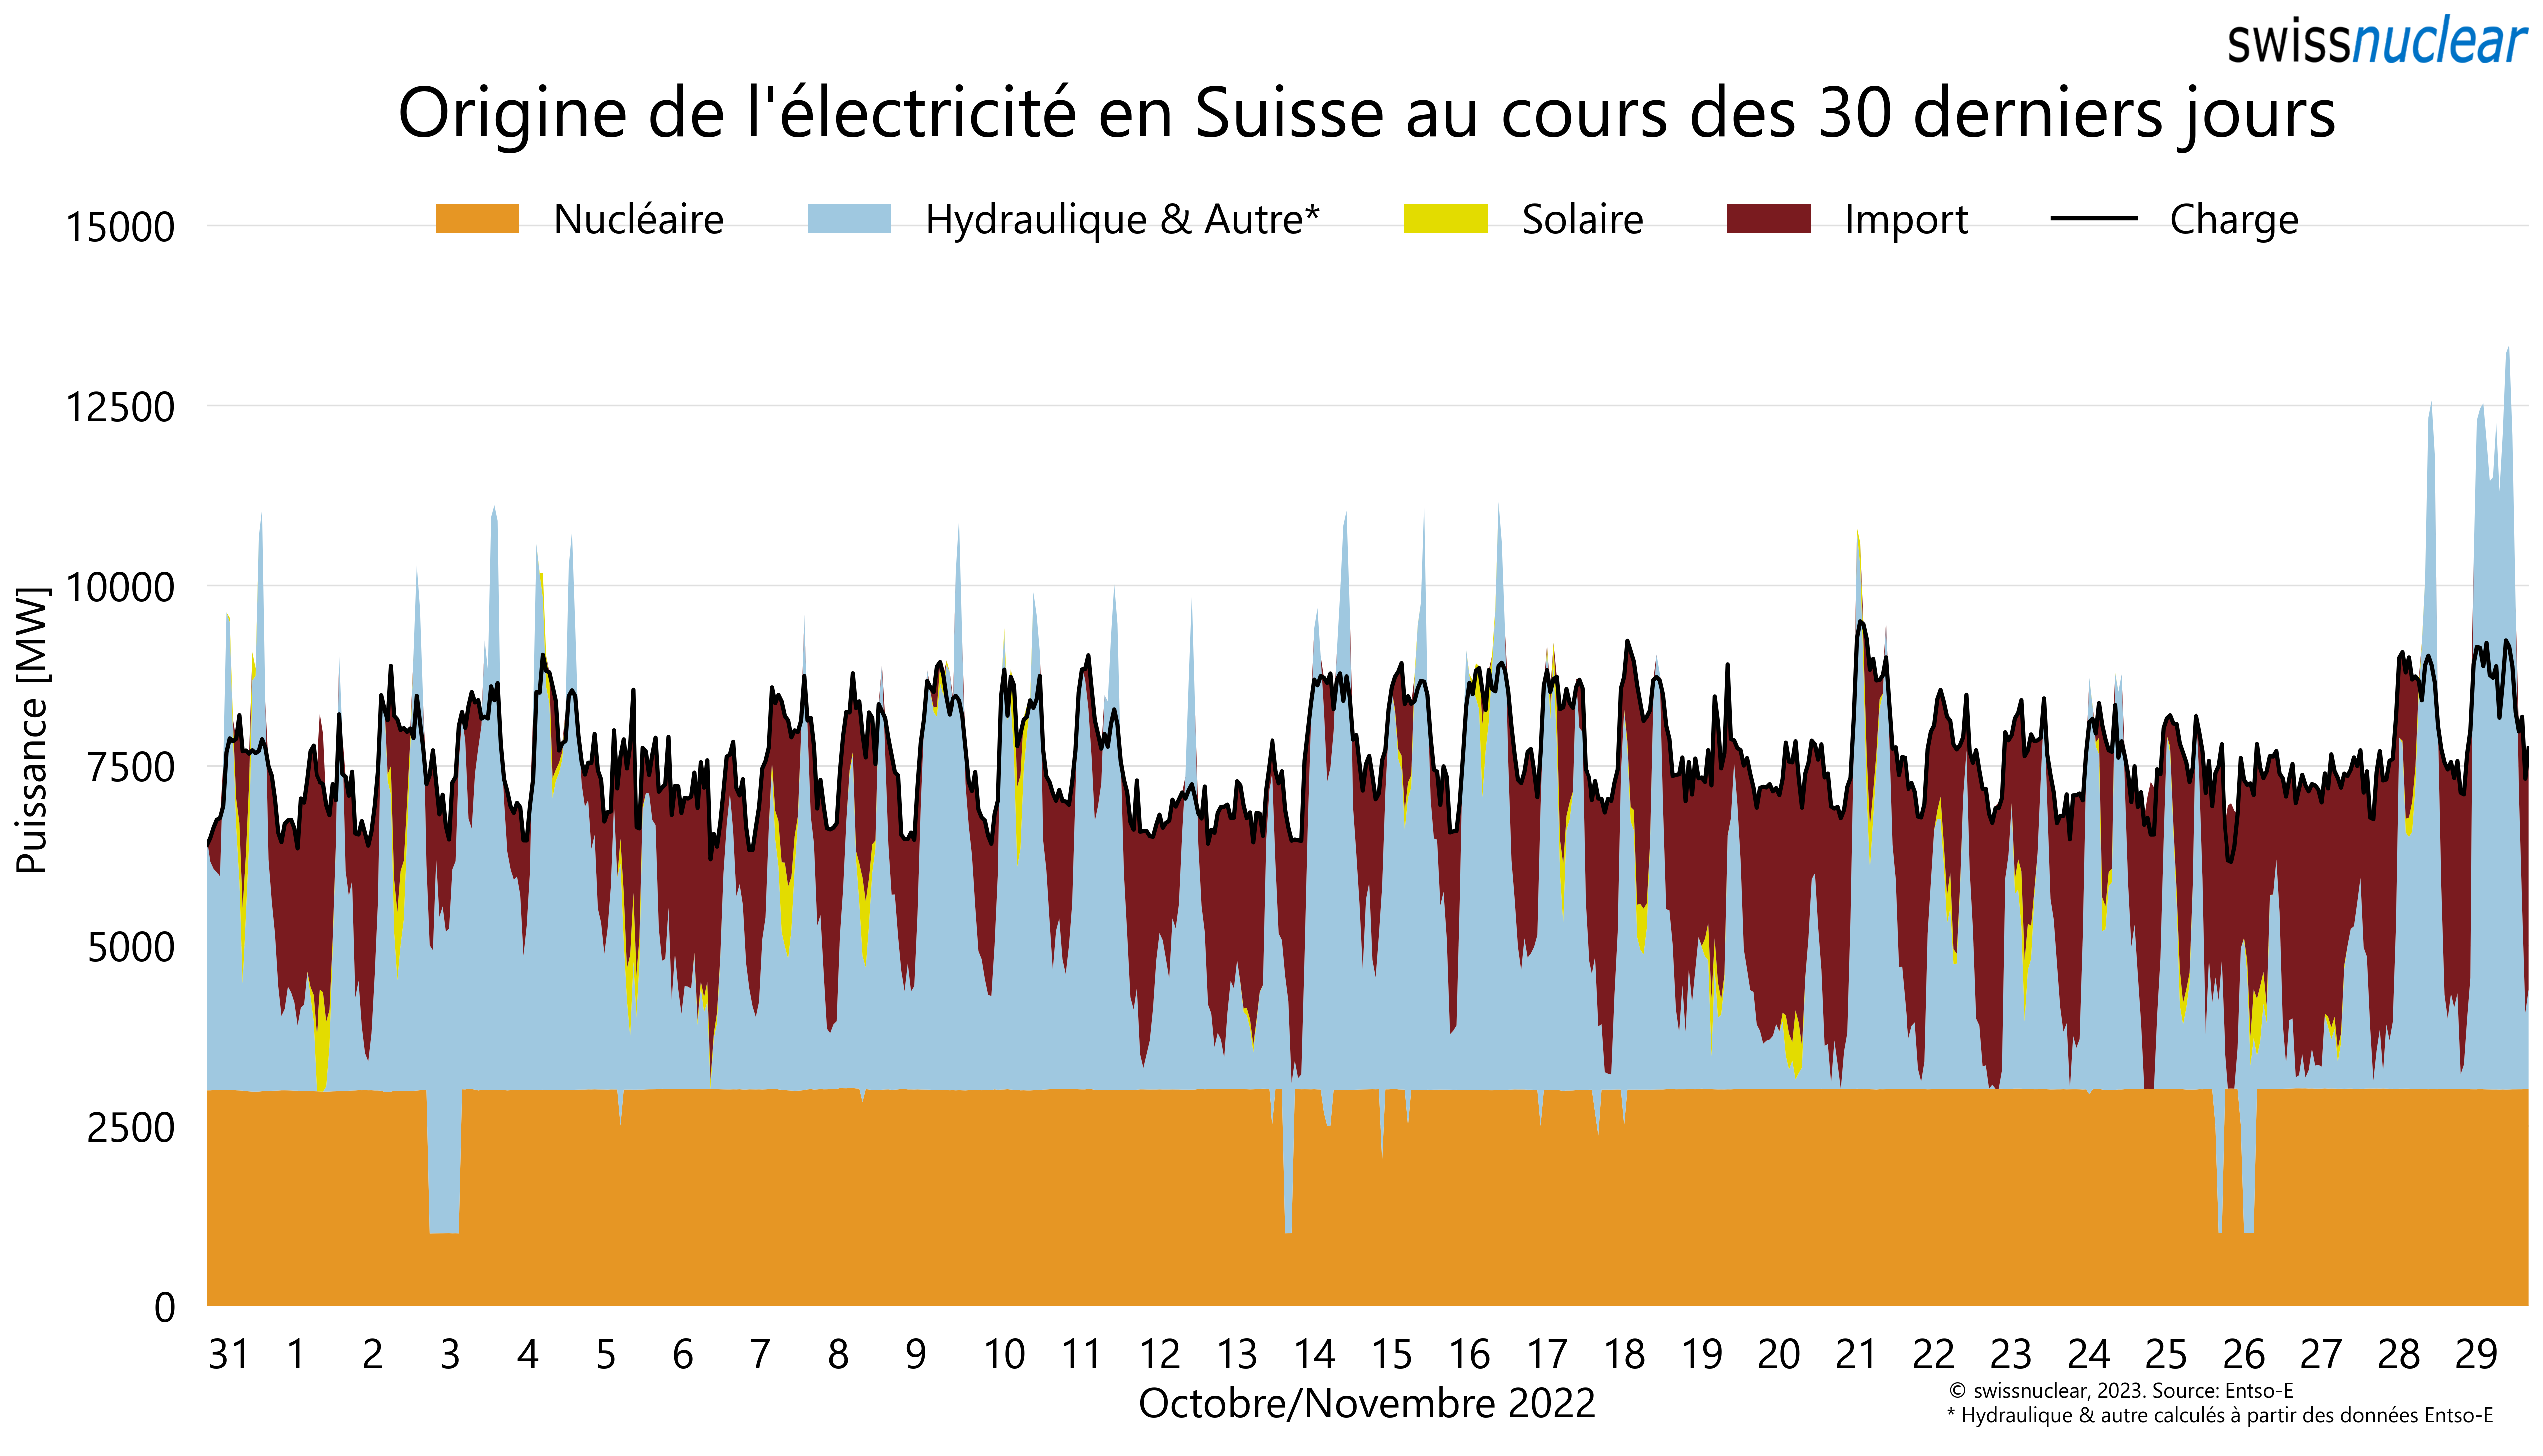 swissnuclear
Origine de l'électricité en Suisse au cours des 30 derniers jours
Nucléaire Hydraulique & Autre* Solaire Import Charge
15000
12500
10000
7500
5000
2500
0
Puissance [MW]
31 1 2 3 4 5 6 7 8 9 10 11 12 13 14 15 16 17 18 19 20 21 22 23 24 25 26 27 28 29
Octobre/Novembre 2022
© swissnuclear, 2023. Source: Entso-E
* Hydraulique & autre calculés à partir des données Entso-E